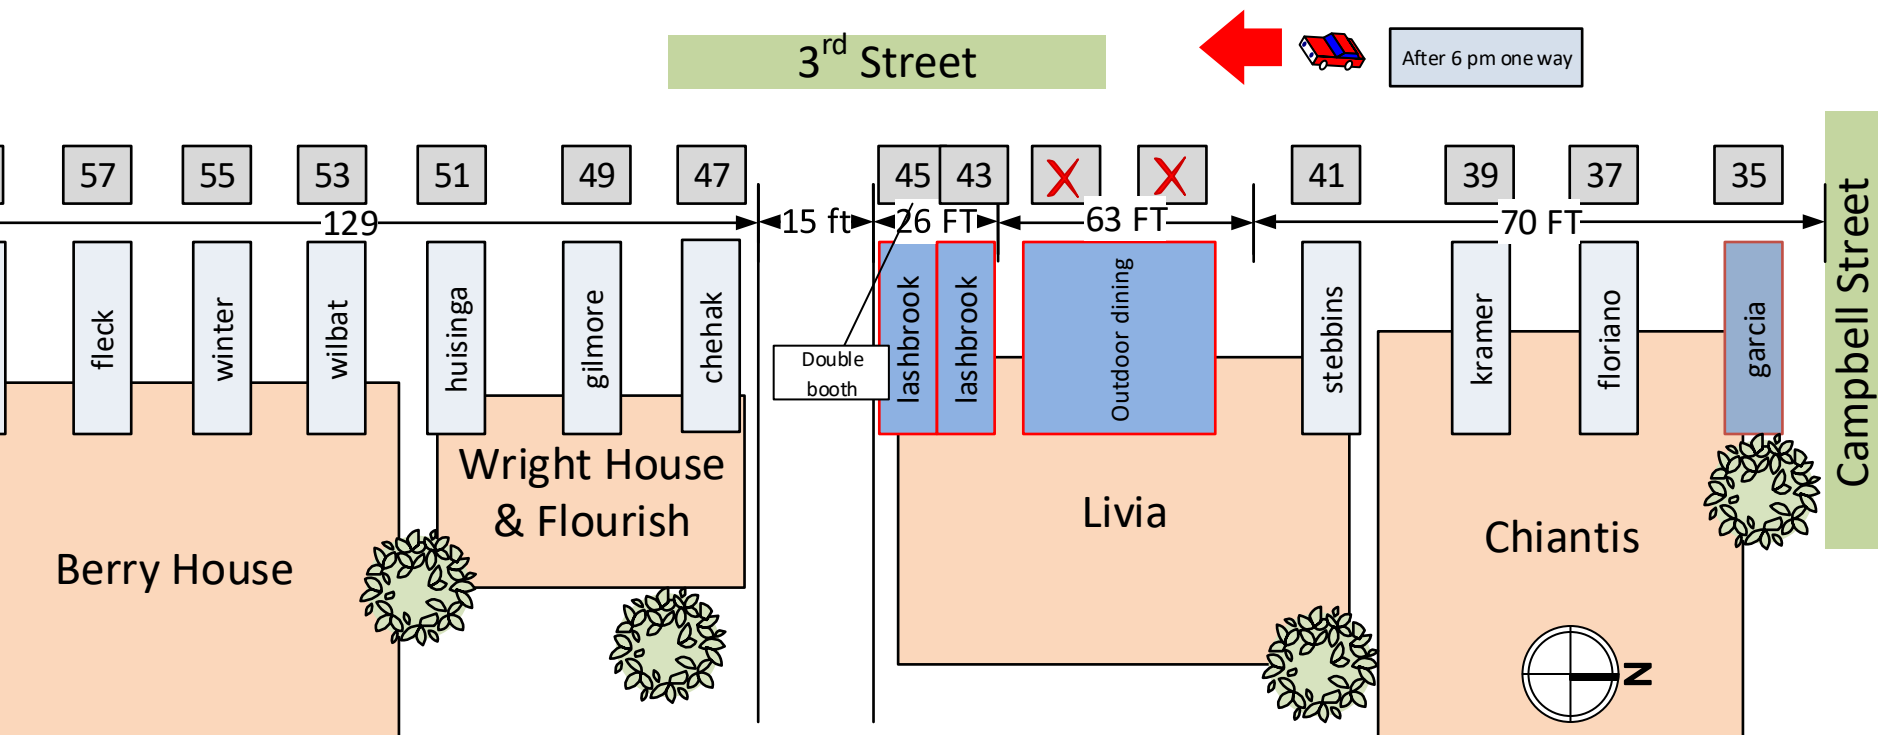 3rd Street
After 6 pm one way
57
55
53
51
49
47
45
43
X
X
41
39
37
35
129
15 ft
26 FT
63 FT
70 FT
fleck
winter
wilbat
huisinga
gilmore
chehak
lashbrook
lashbrook
Outdoor dining
stebbins
kramer
floriano
garcia
Campbell Street
Double
booth
Wright House
& Flourish
Livia
Chiantis
Berry House
N